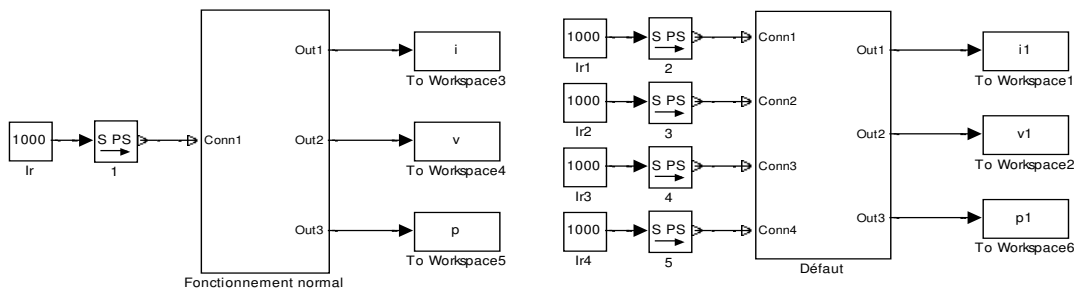 Out1
i
To Workspace3
1000
Ir
S PS
1
Conn1
Out2
v
To Workspace4
Out3
p
To Workspace5
Fonctionnement normal
1000
Ir1
S PS
2
Conn1
Out1
i1
To Workspace1
1000
Ir2
S PS
3
Conn2
Out2
v1
To Workspace2
1000
Ir3
S PS
4
Conn3
1000
Ir4
S PS
5
Conn4
Out3
p1
To Workspace6
Défaut